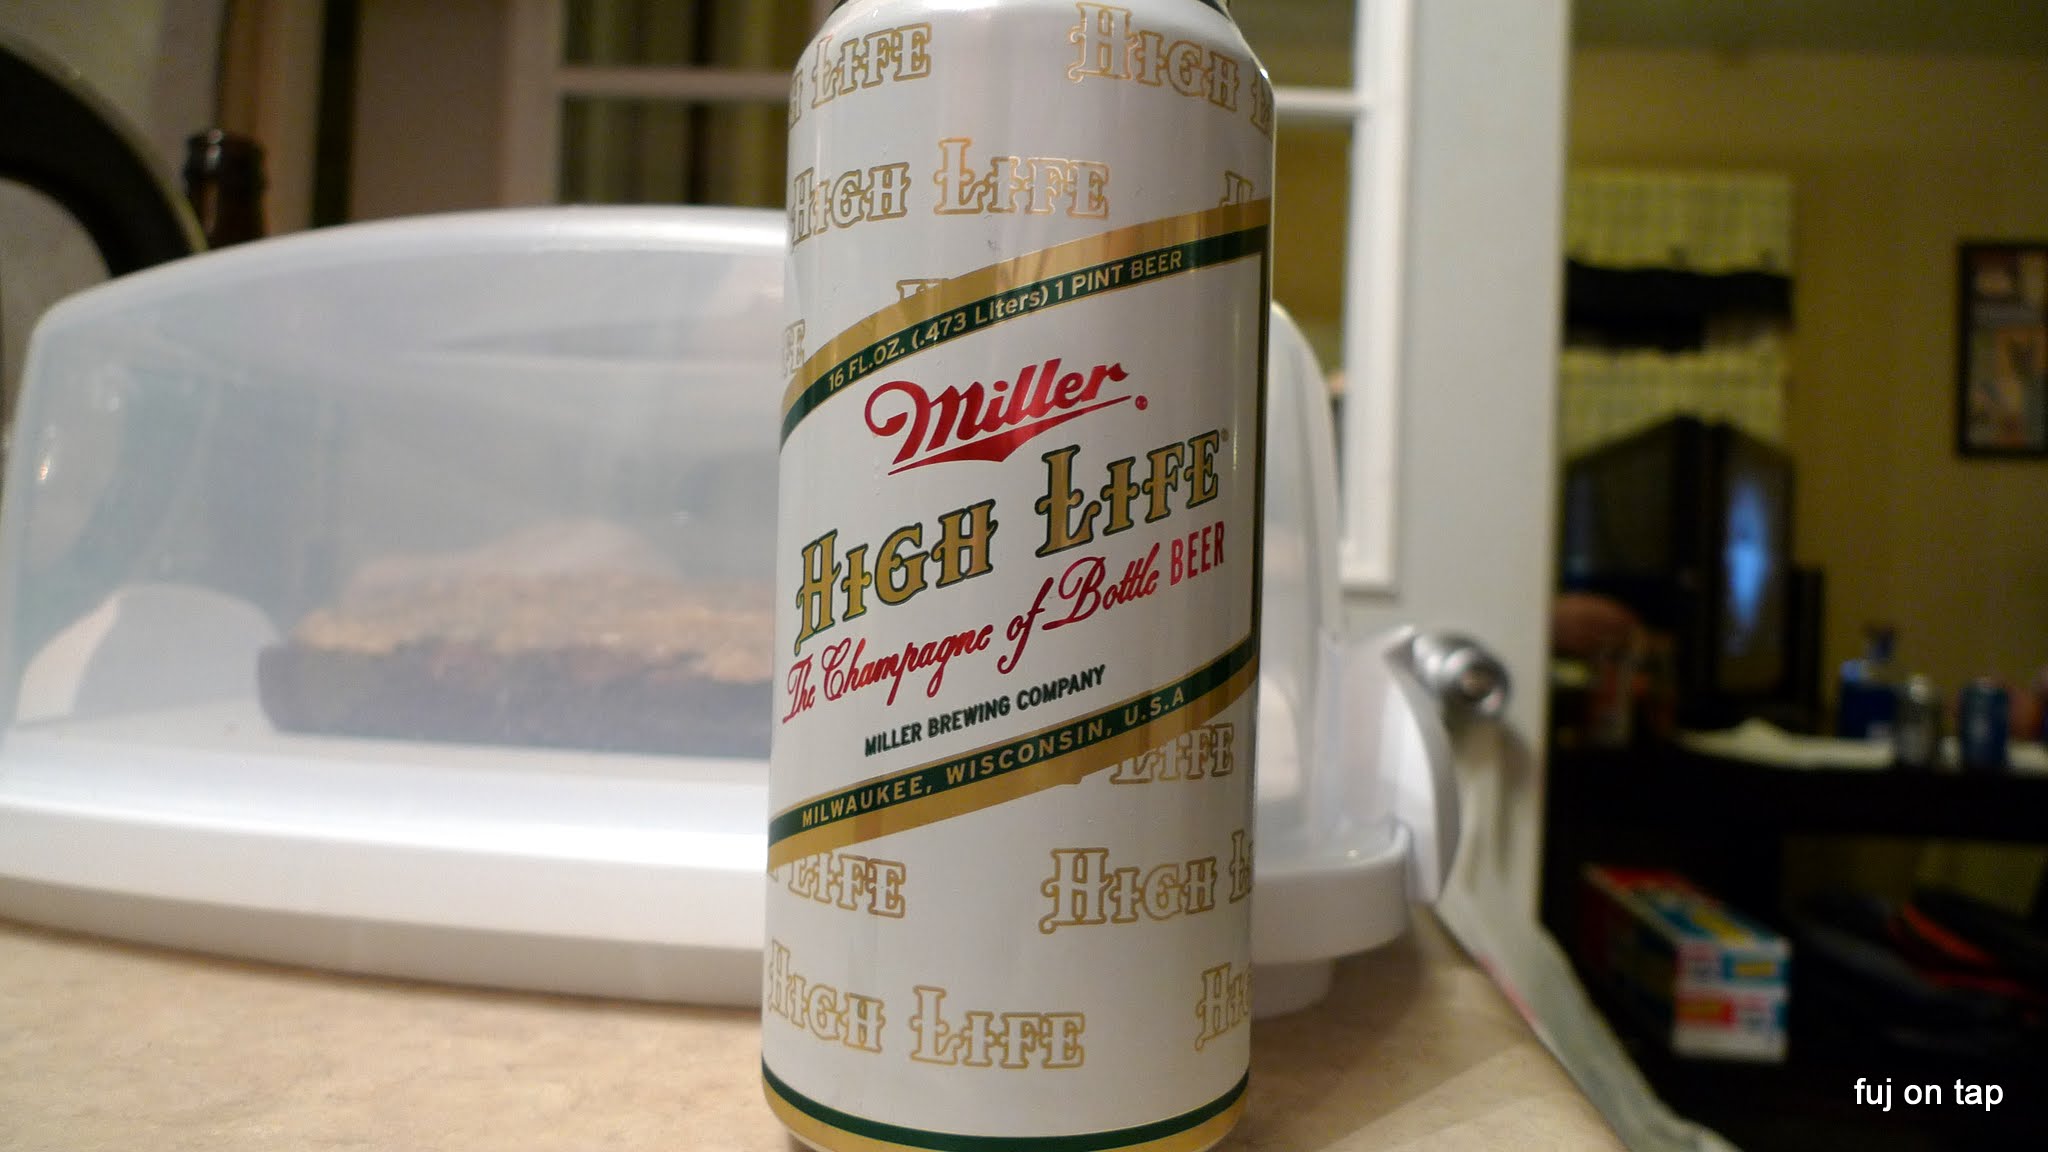 LIFE
HIGH
HIGH LIFE
16 FL.OZ. (.473 Liters) 1 PINT BEER
Miller
HIGH LIFE®
The Champagne of Bottle BEER
MILLER BREWING COMPANY
MILWAUKEE, WISCONSIN, U.S.A
LIFE
LIFE
HIGH
HIGH LIFE
fuj on tap